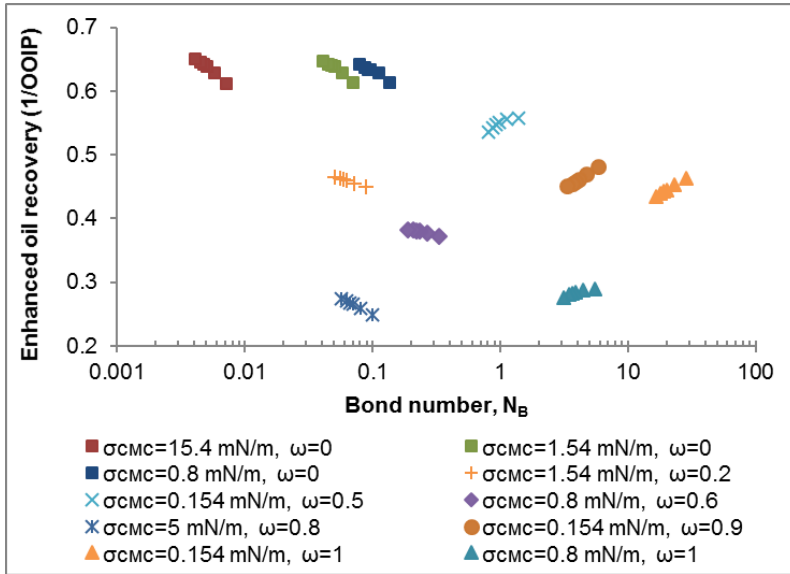 Enhanced oil recovery (1/OOIP)
0.7
0.6
0.5
0.4
0.3
0.2
0.001 0.01 0.1 1 10 100
Bond number, N_B
σCMC=15.4 mN/m, ω=0 σCMC=1.54 mN/m, ω=0
σCMC=0.8 mN/m, ω=0 σCMC=1.54 mN/m, ω=0.2
σCMC=0.154 mN/m, ω=0.5 σCMC=0.8 mN/m, ω=0.6
σCMC=5 mN/m, ω=0.8 σCMC=0.154 mN/m, ω=0.9
σCMC=0.154 mN/m, ω=1 σCMC=0.8 mN/m, ω=1